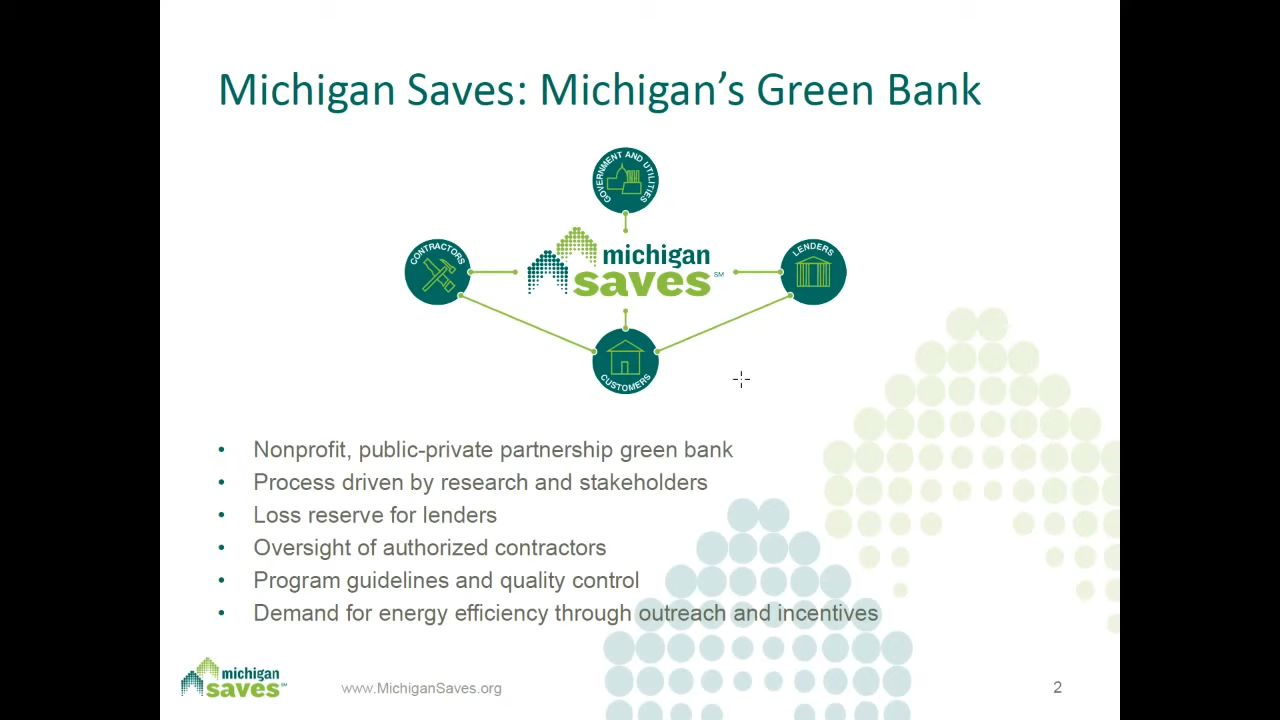 Michigan Saves: Michigan's Green Bank
GOVERNMENT AND UTILITIES
CONTRACTORS
michigan
saves SM
LENDERS
CUSTOMERS
• Nonprofit, public-private partnership green bank
• Process driven by research and stakeholders
• Loss reserve for lenders
• Oversight of authorized contractors
• Program guidelines and quality control
• Demand for energy efficiency through outreach and incentives
michigan
saves SM
www.MichiganSaves.org
2